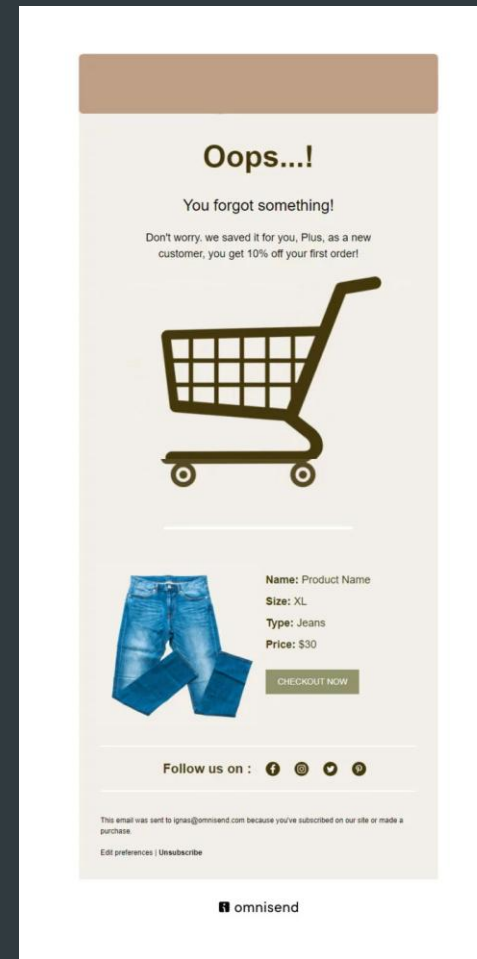 Oops...!
You forgot something!
Don't worry. we saved it for you, Plus, as a new
customer, you get 10% off your first order!
Name: Product Name
Size: XL
Type: Jeans
Price: $30
CHECKOUT NOW
Follow us on :
This email was sent to ignas@omnisend.com because you've subscribed on our site or made a
purchase.
Edit preferences | Unsubscribe
omnisend